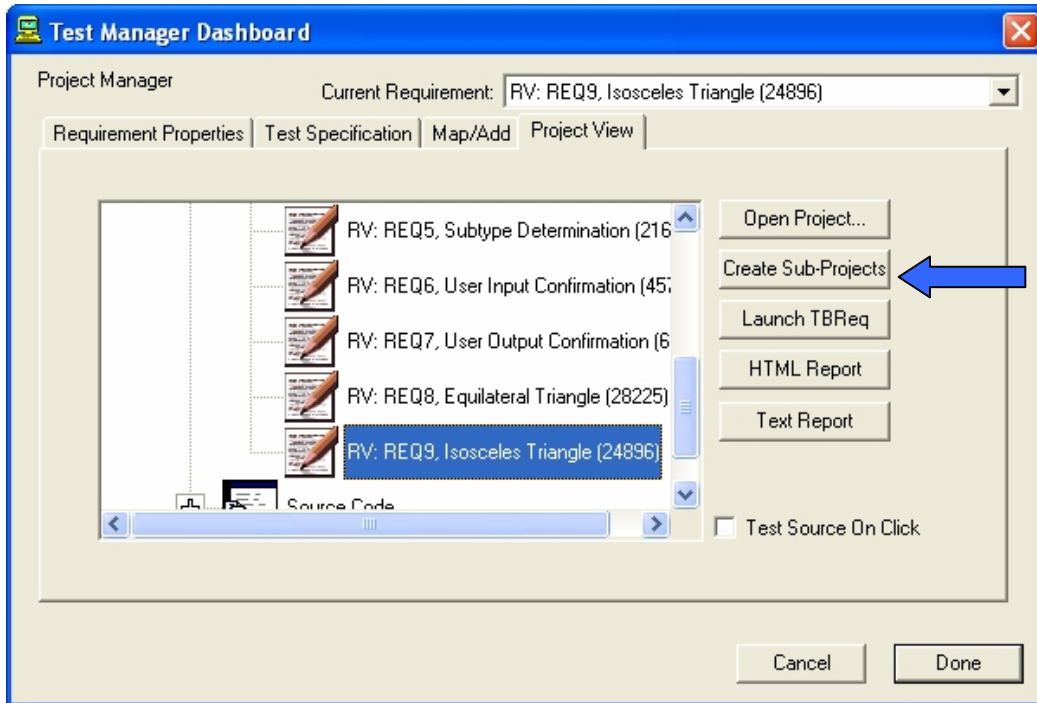 Test Manager Dashboard
Project Manager
Current Requirement: RV: REQ9, Isosceles Triangle (24896)
Requirement Properties Test Specification Map/Add Project View
RV: REQ5, Subtype Determination (216
RV: REQ6, User Input Confirmation (457
RV: REQ7, User Output Confirmation (6
RV: REQ8, Equilateral Triangle (28225)
RV: REQ9, Isosceles Triangle (24896)
Source Code
Open Project...
Create Sub-Projects
Launch TBReq
HTML Report
Text Report
Test Source On Click
Cancel Done